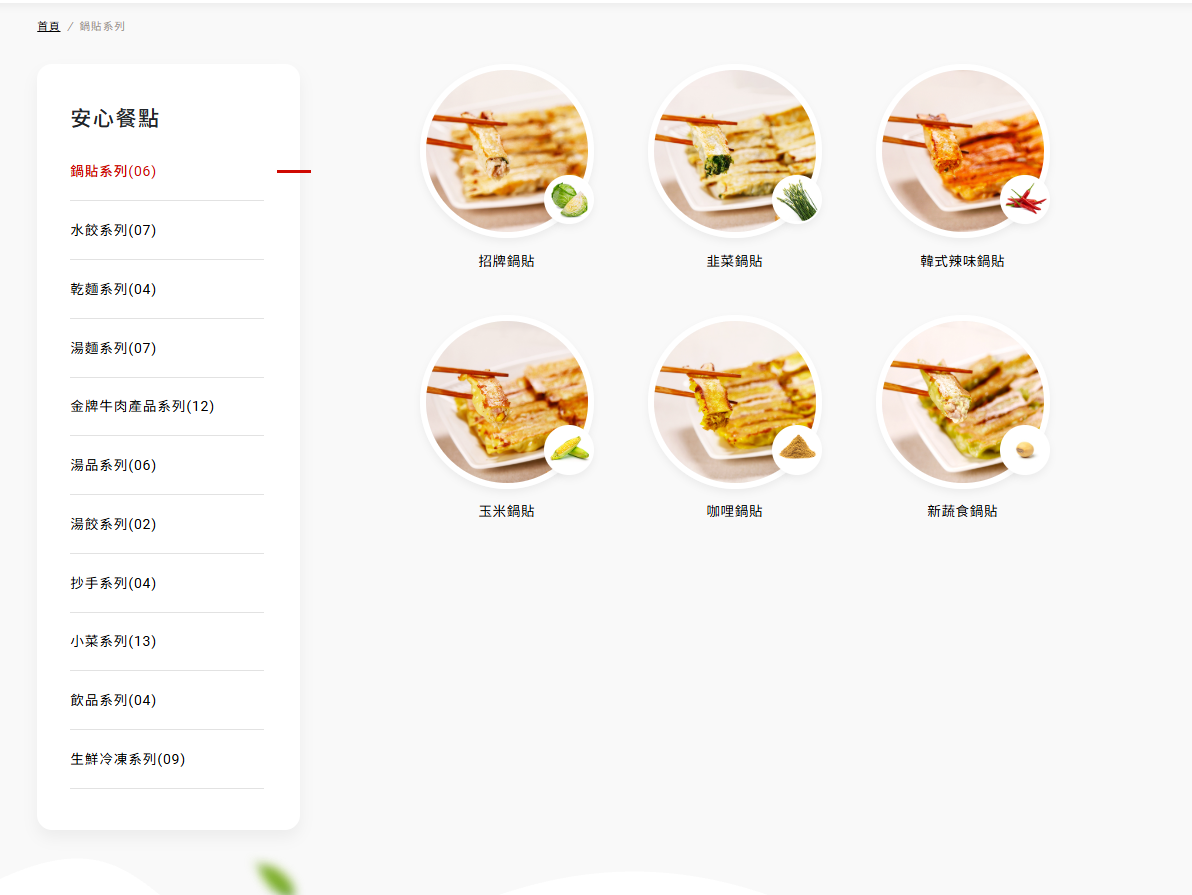 首頁 / 鍋貼系列
安心餐點
鍋貼系列(06)
水餃系列(07)
乾麵系列(04)
湯麵系列(07)
金牌牛肉產品系列(12)
湯品系列(06)
湯餃系列(02)
抄手系列(04)
小菜系列(13)
飲品系列(04)
生鮮冷凍系列(09)
招牌鍋貼
韭菜鍋貼
韓式辣味鍋貼
玉米鍋貼
咖哩鍋貼
新蔬食鍋貼